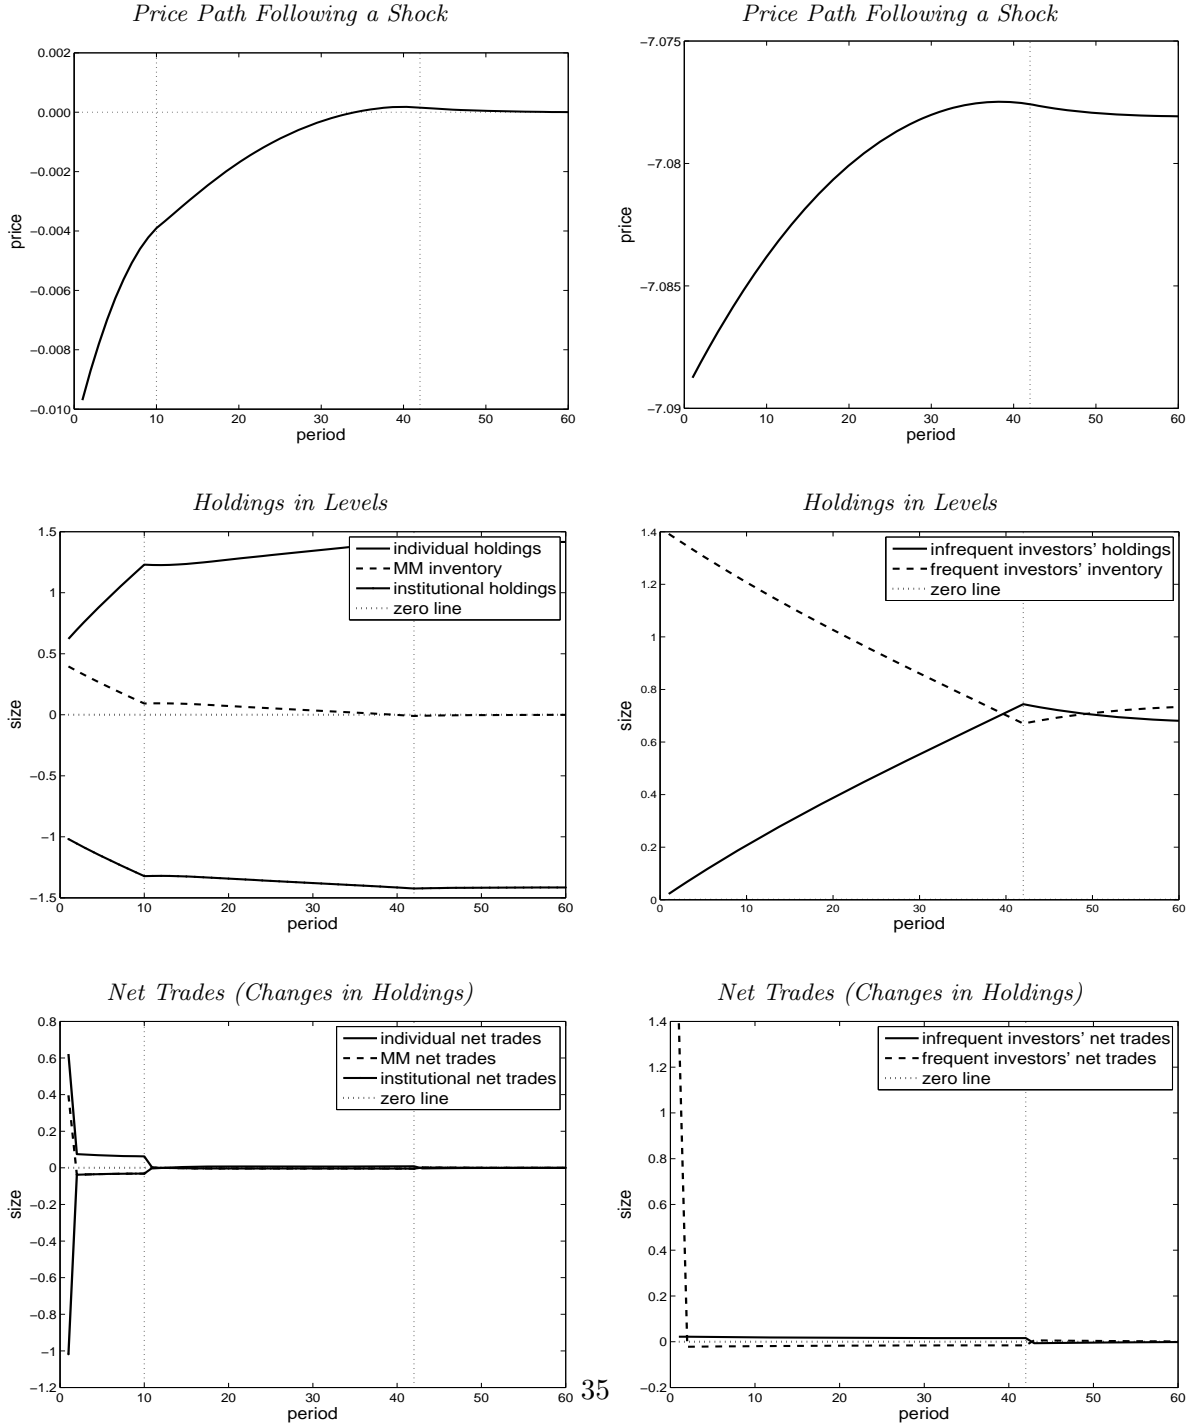 Price Path Following a Shock
0.002
0.000
−0.002
−0.004
−0.006
−0.008
−0.010
price
0 10 20 30 40 50 60
period
Price Path Following a Shock
−7.075
−7.08
−7.085
−7.09
price
0 10 20 30 40 50 60
period
Holdings in Levels
1.5
1
0.5
0
−0.5
−1
−1.5
size
individual holdings
MM inventory
institutional holdings
zero line
0 10 20 30 40 50 60
period
Holdings in Levels
1.4
1.2
1
0.8
0.6
0.4
0.2
0
size
infrequent investors' holdings
frequent investors' inventory
zero line
0 10 20 30 40 50 60
period
Net Trades (Changes in Holdings)
0.8
0.6
0.4
0.2
0
−0.2
−0.4
−0.6
−0.8
−1
−1.2
size
individual net trades
MM net trades
institutional net trades
zero line
0 10 20 30 40 50 60
period
Net Trades (Changes in Holdings)
1.4
1.2
1
0.8
0.6
0.4
0.2
0
−0.2
size
infrequent investors' net trades
frequent investors' net trades
zero line
0 10 20 30 40 50 60
period
35